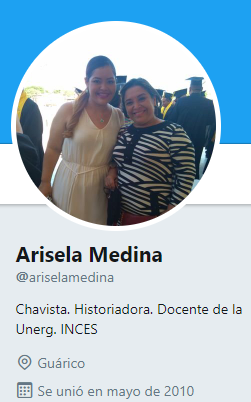 Arisela Medina
@ariselamedina
Chavista. Historiadora. Docente de la
Unerg. INCES
Guárico
Se unió en mayo de 2010